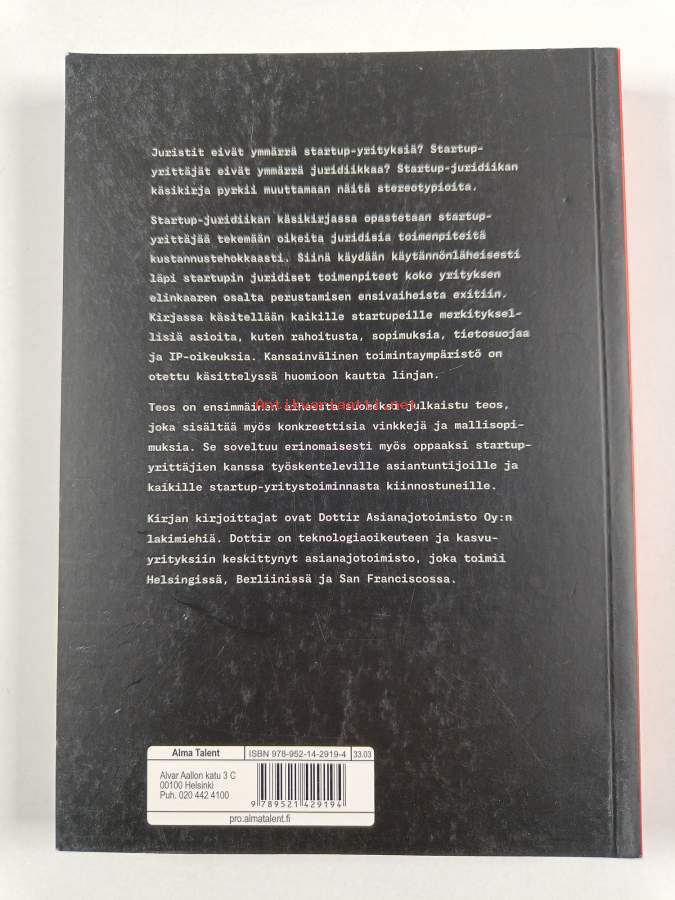 Juristit eivät ymmärrä startup-yrityksiä? Startup-
yrittäjät eivät ymmärrä juridiikkaa? Startup-juridiikan
käsikirja pyrkii muuttamaan näitä stereotypioita.
Startup-juridiikan käsikirjassa opastetaan startup-
yrittäjää tekemään oikeita juridisia toimenpiteitä
kustannustehokkaasti. Siinä käydään käytännönläheisesti
läpi startupin juridiset toimenpiteet koko yrityksen
elinkaaren osalta perustamisen ensivaiheista exitiin.
Kirjassa käsitellään kaikille startupeille merkityksel-
lisiä asioita, kuten rahoitusta, sopimuksia, tietosuojaa
ja IP-oikeuksia. Kansainvälinen toimintaympäristö on
otettu käsittelyssä huomioon kautta linjan.
Teos on ensimmäinen aiheesta suomeksi julkaistu teos,
Antikvariaatti.net
joka sisältää myös konkreettisia vinkkejä ja mallisopi-
muksia. Se soveltuu erinomaisesti myös oppaaksi startup-
yrittäjien kanssa työskenteleville asiantuntijoille ja
kaikille startup-yritystoiminnasta kiinnostuneille.
Kirjan kirjoittajat ovat Dottir Asianajotoimisto Oy:n
lakimiehiä. Dottir on teknologiaoikeuteen ja kasvu-
yrityksiin keskittynyt asianajotoimisto, joka toimii
Helsingissä, Berliinissä ja San Franciscossa.
Alma Talent
ISBN 978-952-14-2919-4
33.03
Alvar Aallon katu 3 C
00100 Helsinki
Puh. 020 442 4100
9 789521 429194
pro.almatalent.fi